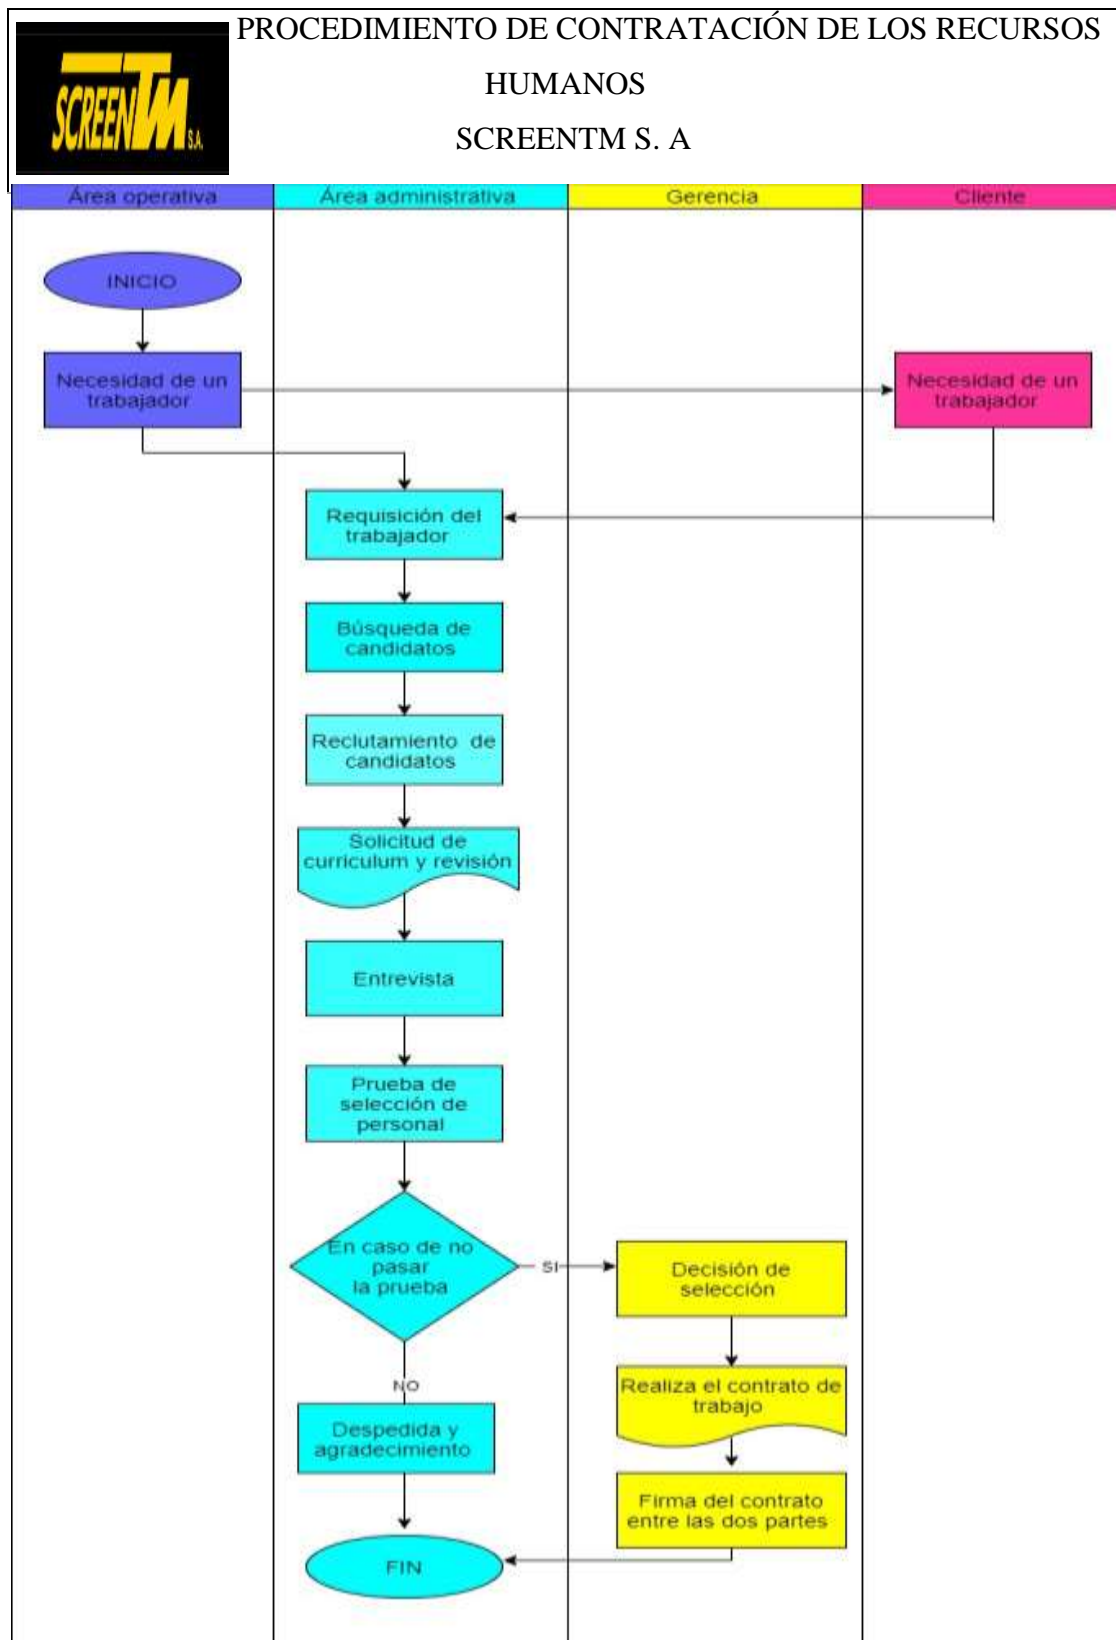 PROCEDIMIENTO DE CONTRATACIÓN DE LOS RECURSOS
HUMANOS
SCREENTM S. A
SCREENTM S.A.
Área operativa
Área administrativa
Gerencia
Cliente
INICIO
Necesidad de un
trabajador
Necesidad de un
trabajador
Requisición del
trabajador
Búsqueda de
candidatos
Reclutamiento de
candidatos
Solicitud de
curriculum y revisión
Entrevista
Prueba de
selección de
personal
En caso de no
pasar
la prueba
SI
Decisión de
selección
NO
Realiza el contrato de
trabajo
Despedida y
agradecimiento
Firma del contrato
entre las dos partes
FIN